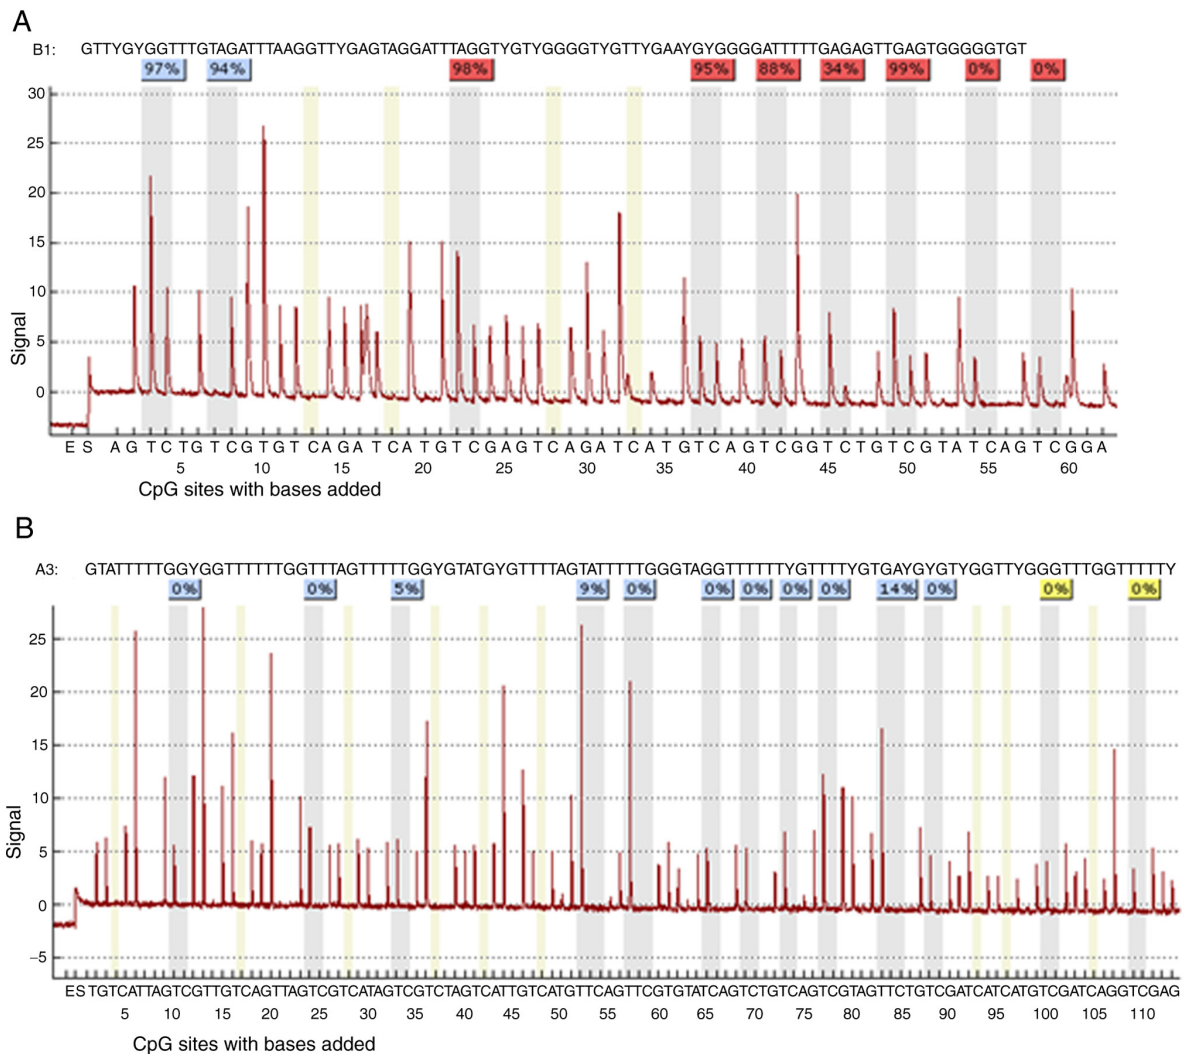 A
B1: GTTYGYGGTTTGTAGATTTAAGGTTYGAGTAGGATTTAGGTYGTYGGGGTYGTTYGAAYGYGGGGATTTTTGAGAGTTGAGTGGGGGTGT
97% 94% 98% 95% 88% 34% 99% 0% 0%
30
25
20
15
10
5
0
Signal
E S A G T C T G T C G T G T C A G A T C A T G T C G A G T C A G A T C A T G T C A G T C G G T C T G T C G T A T C A G T C G G A
5 10 15 20 25 30 35 40 45 50 55 60
CpG sites with bases added
B
A3: GTATTTTTGGYGGTTTTTTGGTTTAGTTTTTGGYGTATGYGTTTTAGTATTTTTGGGTAGGTTTTTTYGTTTTYGTGAYGYGTYGGTTYGGGTTTGGTTTTTY
0% 0% 5% 9% 0% 0% 0% 0% 0% 14% 0% 0% 0%
25
20
15
10
5
0
−5
Signal
ESTGTCATTAGTCGTTGTCAGTTAGTCGTCATAGTCGTCTAGTCATTGTCATGTTCAGTTCGTGTATCAGTCTGTCAGTCGTAGTTCTGTCGATCATCATGTCGATCAGGTCGAG
5 10 15 20 25 30 35 40 45 50 55 60 65 70 75 80 85 90 95 100 105 110
CpG sites with bases added